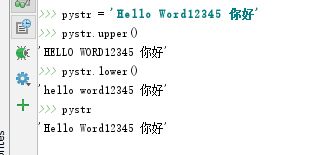 >>> pystr = 'Hello Word12345 你好'
>>> pystr.upper()
'HELLO WORD12345 你好'
>>> pystr.lower()
'hello word12345 你好'
>>> pystr
'Hello Word12345 你好'